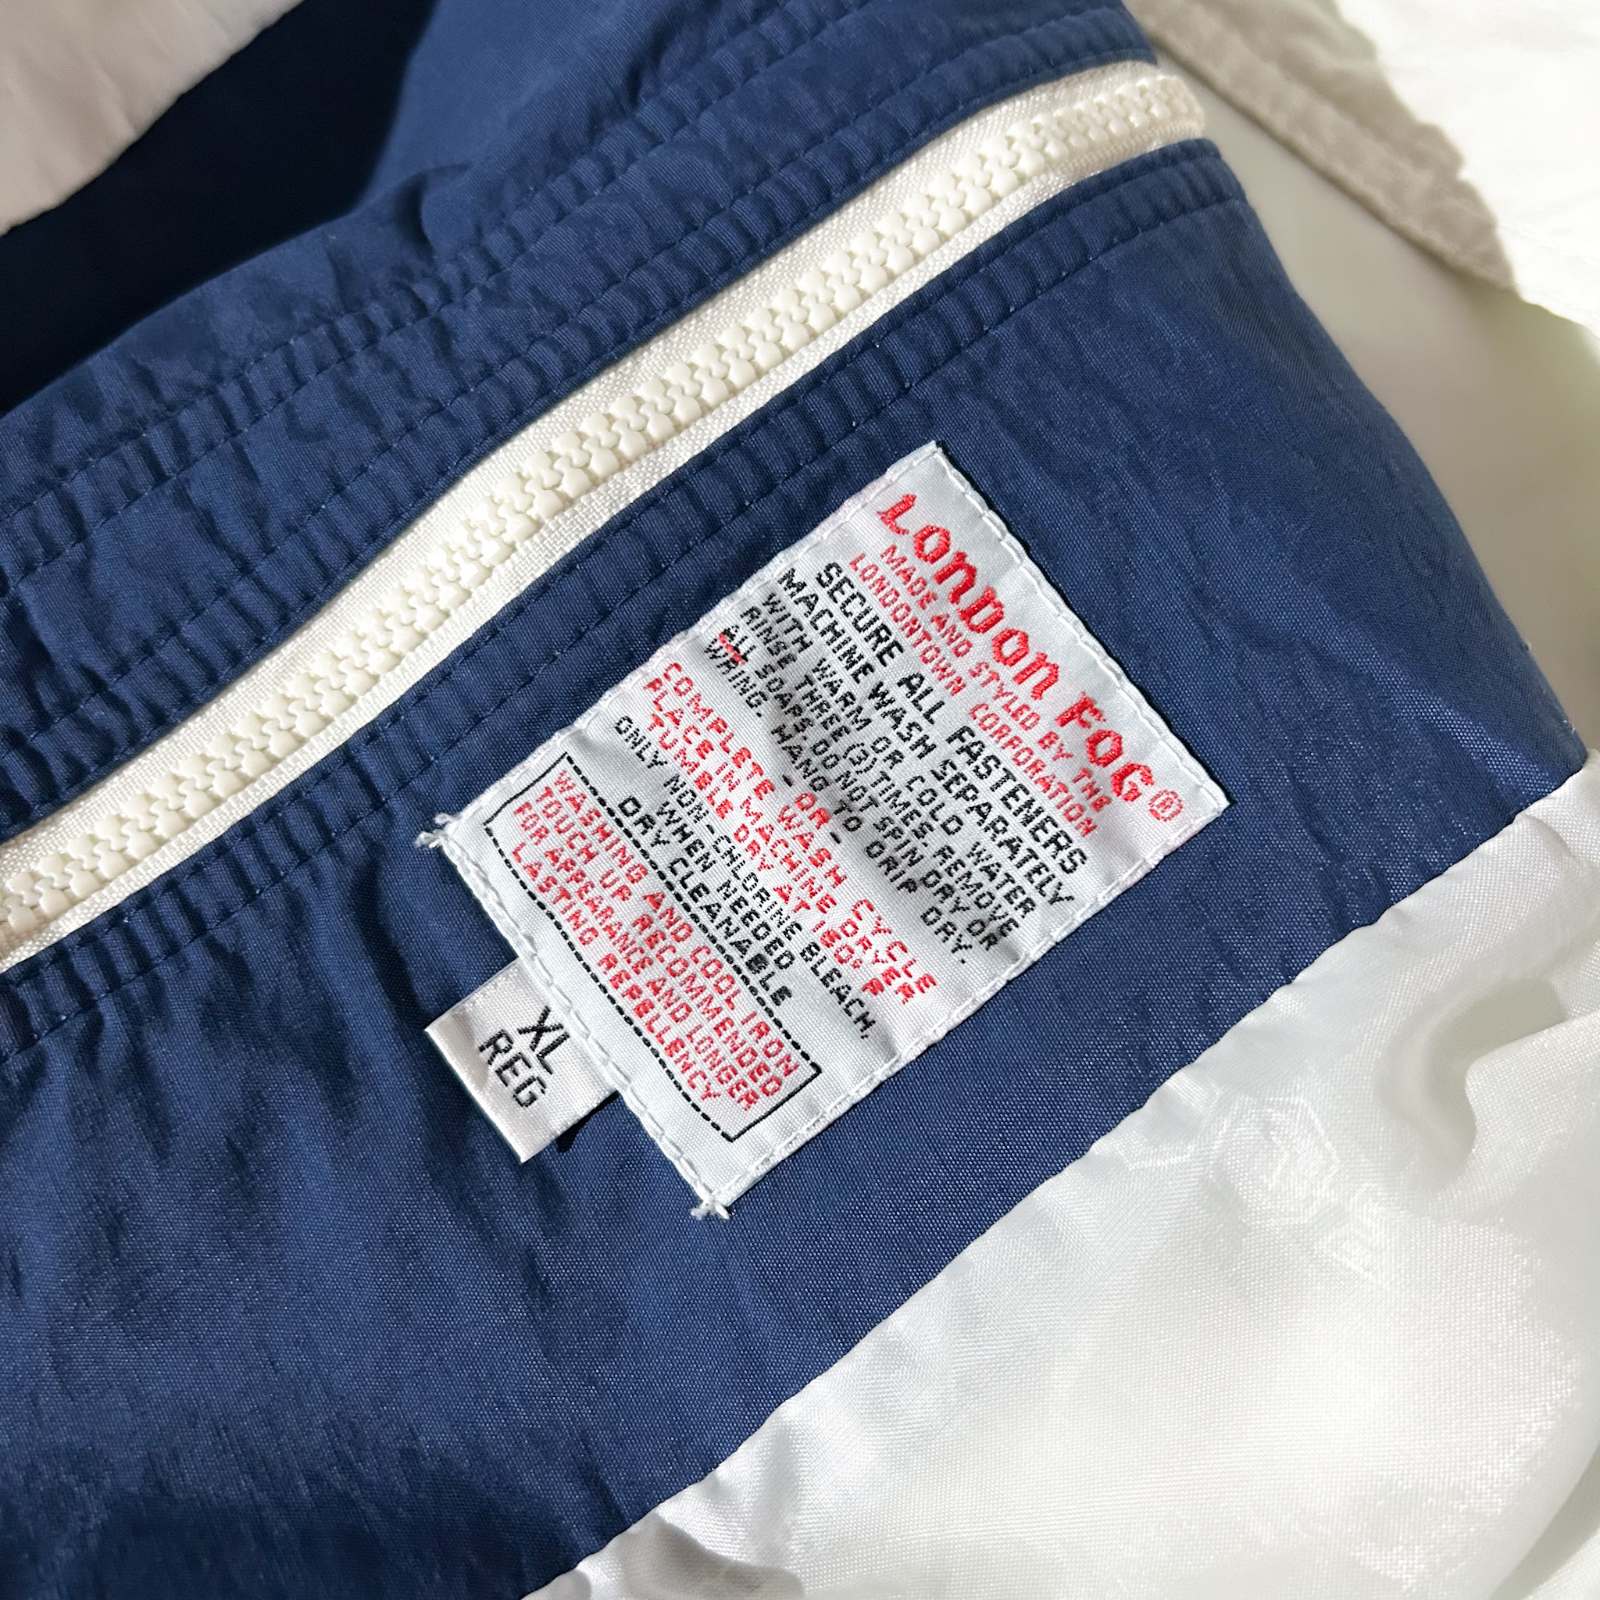 LONDON FOG®
MADE AND STYLED BY THE
LONDONTOWN CORPORATION
SECURE ALL FASTENERS
MACHINE WASH SEPARATELY
WITH WARM OR COLD WATER
RINSE THREE (3) TIMES. REMOVE
ALL SOAPS, DO NOT SPIN DRY OR
WRING. HANG TO DRIP DRY.
-OR-
COMPLETE WASH CYCLE
PLACE IN MACHINE DRYER
TUMBLE DRY AT 160°F
ONLY NON-CHLORINE BLEACH,
WHEN NEEDED
DRY CLEANABLE
WASHING AND COOL IRON
TOUCH UP RECOMMENDED
FOR APPEARANCE AND LONGER
LASTING REPELLENCY
XL
REG